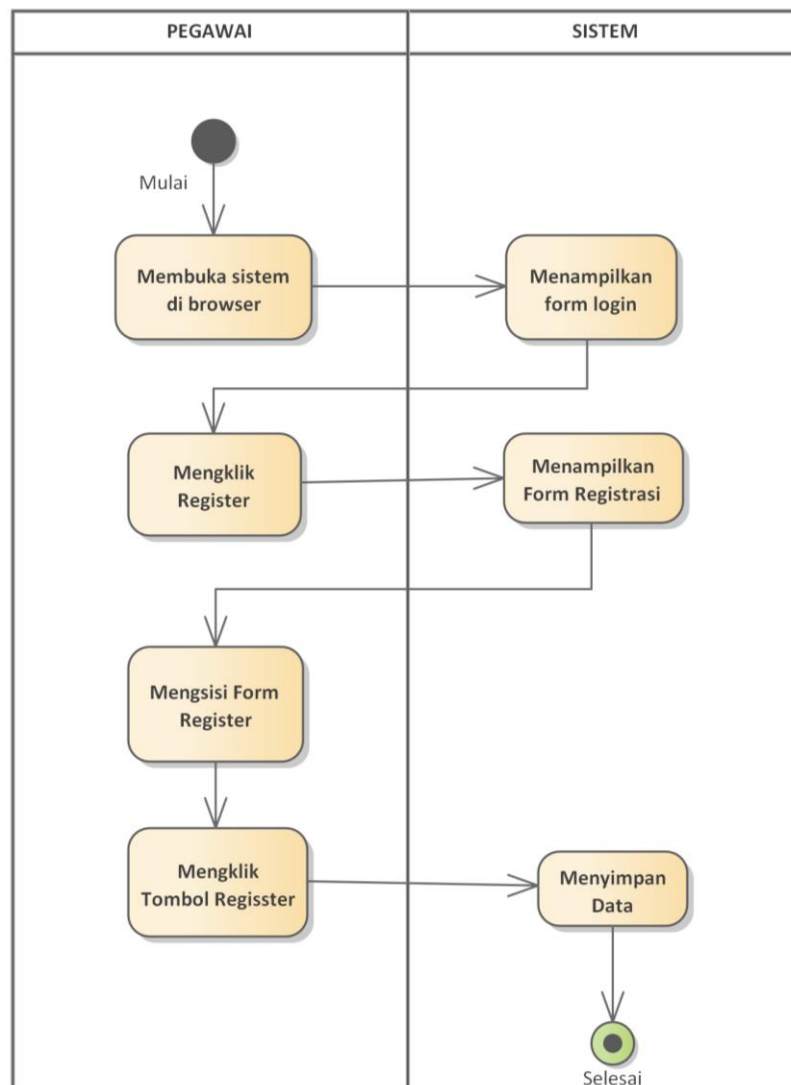 PEGAWAI
SISTEM
Mulai
Membuka sistem
di browser
Menampilkan
form login
Mengklik
Register
Menampilkan
Form Registrasi
Mengsisi Form
Register
Mengklik
Tombol Regisster
Menyimpan
Data
Selesai